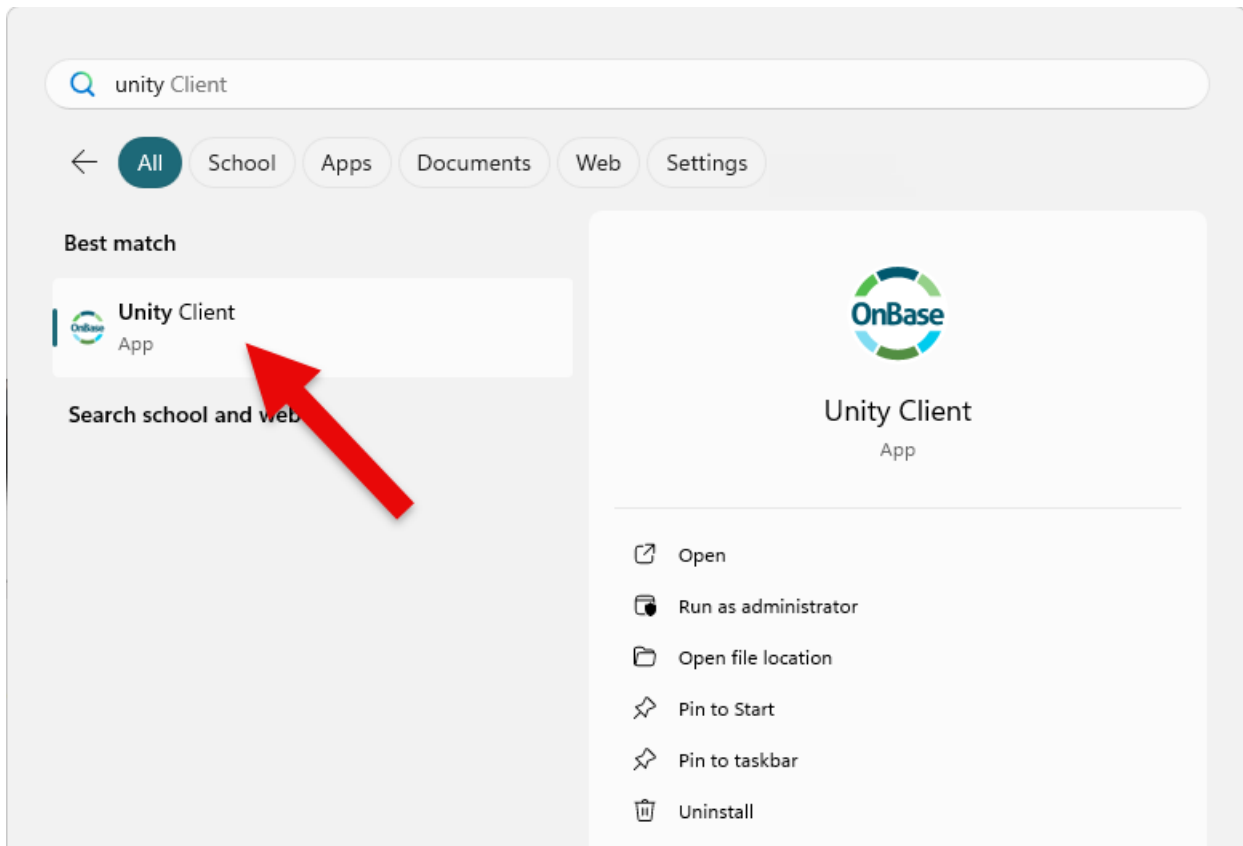 unity Client
All School Apps Documents Web Settings
Best match
OnBase
Unity Client
App
Search school and web
OnBase
Unity Client
App
Open
Run as administrator
Open file location
Pin to Start
Pin to taskbar
Uninstall